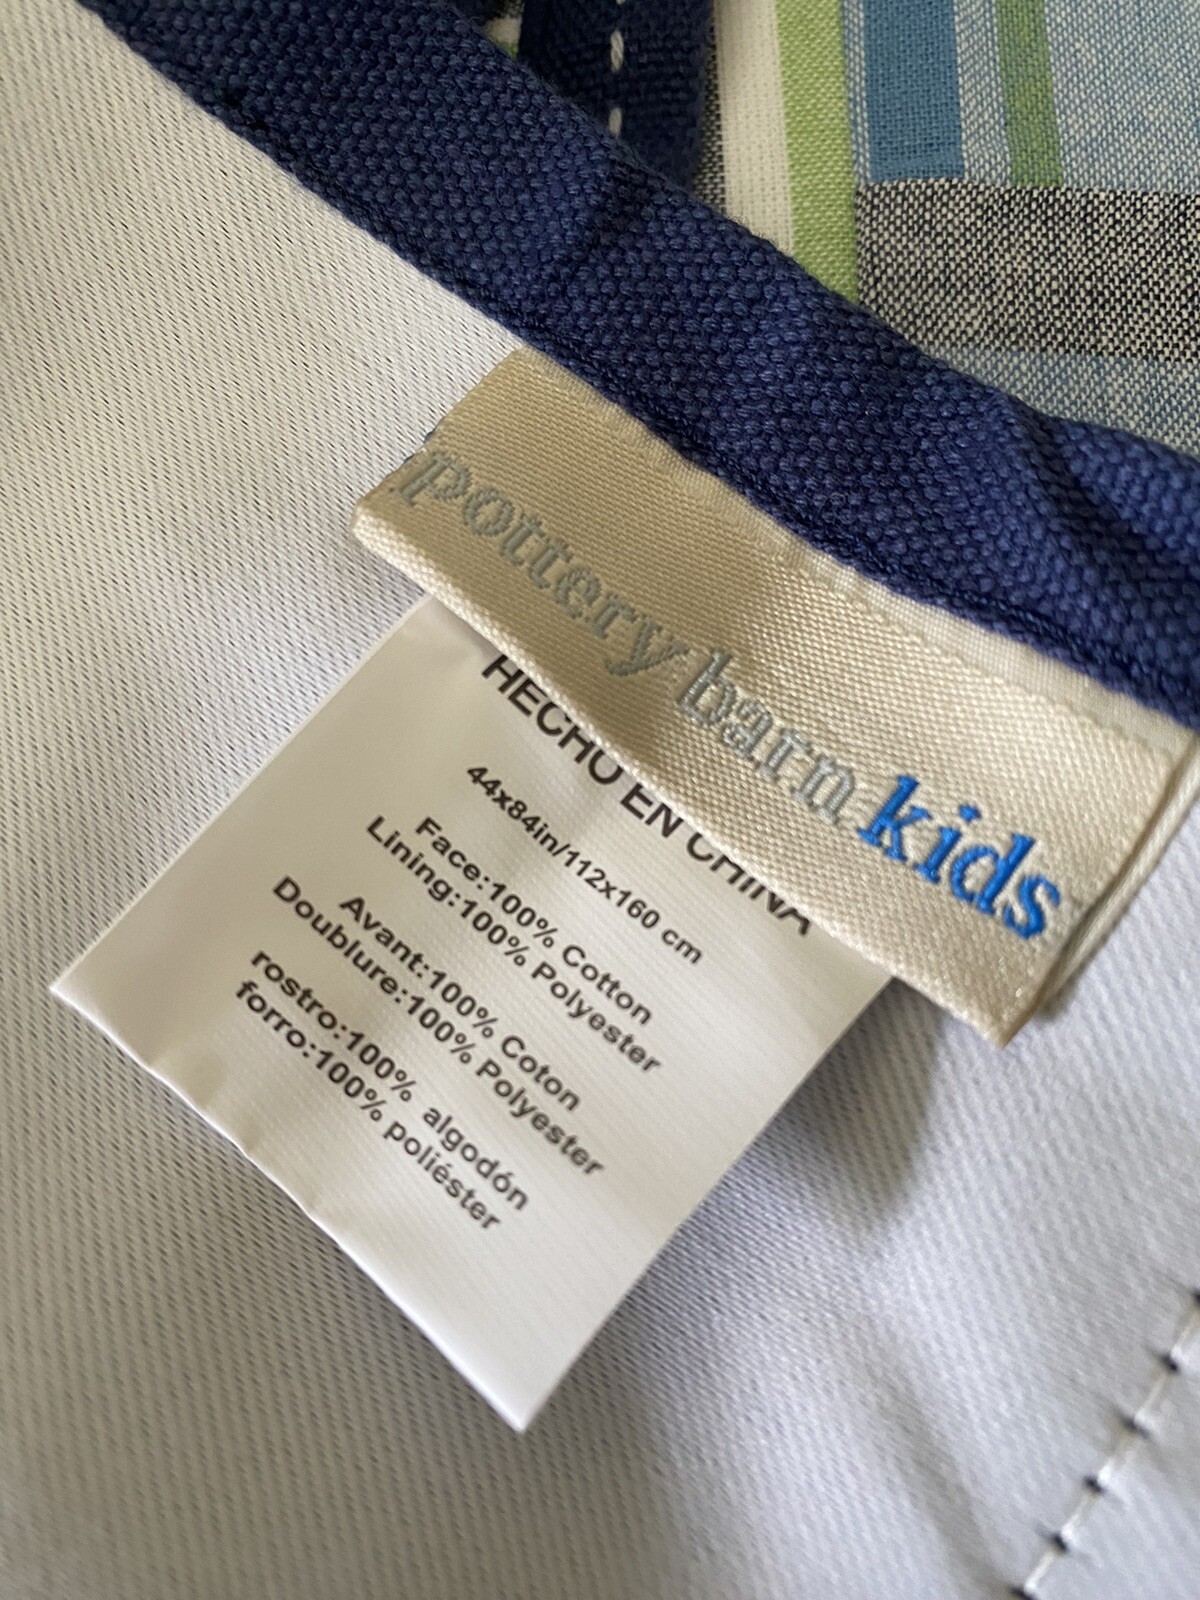 pottery barn kids
HECHO EN CHINA
44x84in/112x160 cm
Face:100% Cotton
Lining:100% Polyester
Avant:100% Coton
Doublure:100% Polyester
rostro:100% algodón
forro:100% poliéster